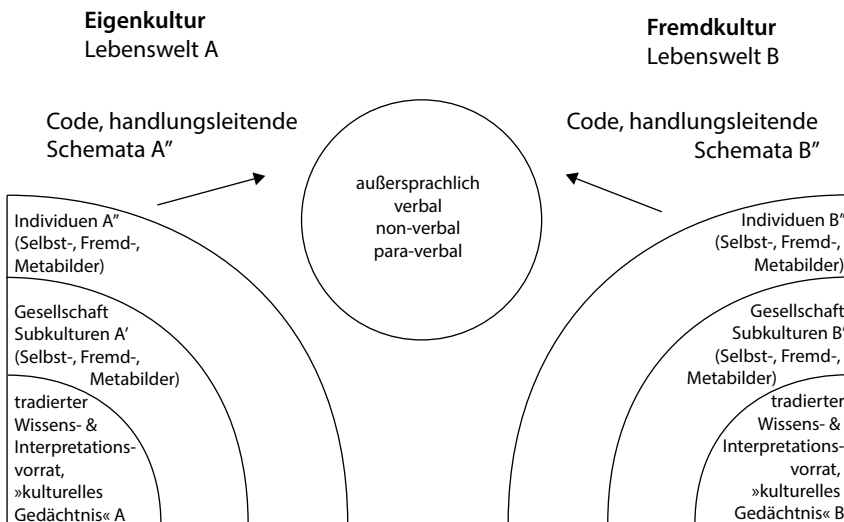 Eigenkultur
Lebenswelt A
Fremdkultur
Lebenswelt B
Code, handlungsleitende
Schemata A″
Code, handlungsleitende
Schemata B″
außersprachlich
verbal
non-verbal
para-verbal
Individuen A″
(Selbst-, Fremd-,
Metabilder)
Gesellschaft
Subkulturen A′
(Selbst-, Fremd-,
Metabilder)
tradierter
Wissens- &
Interpretations-
vorrat,
»kulturelles
Gedächtnis« A
Individuen B″
(Selbst-, Fremd-,
Metabilder)
Gesellschaft
Subkulturen B′
(Selbst-, Fremd-,
Metabilder)
tradierter
Wissens- &
Interpretations-
vorrat,
»kulturelles
Gedächtnis« B